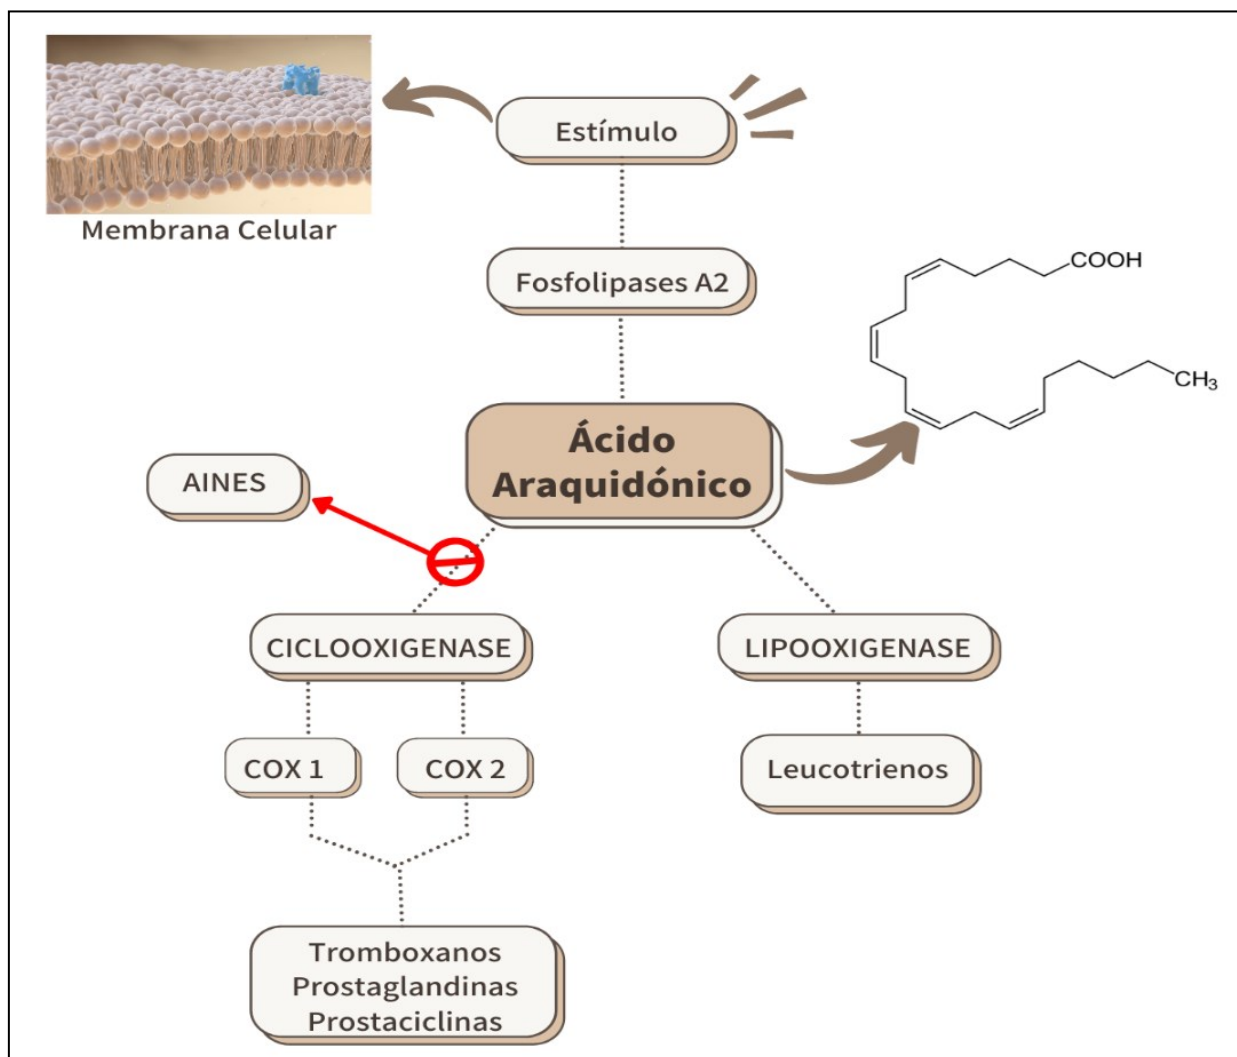 Estímulo
Membrana Celular
Fosfolipases A2
COOH
CH3
Ácido
Araquidónico
AINES
CICLOOXIGENASE
LIPOOXIGENASE
COX 1
COX 2
Leucotrienos
Tromboxanos
Prostaglandinas
Prostaciclinas